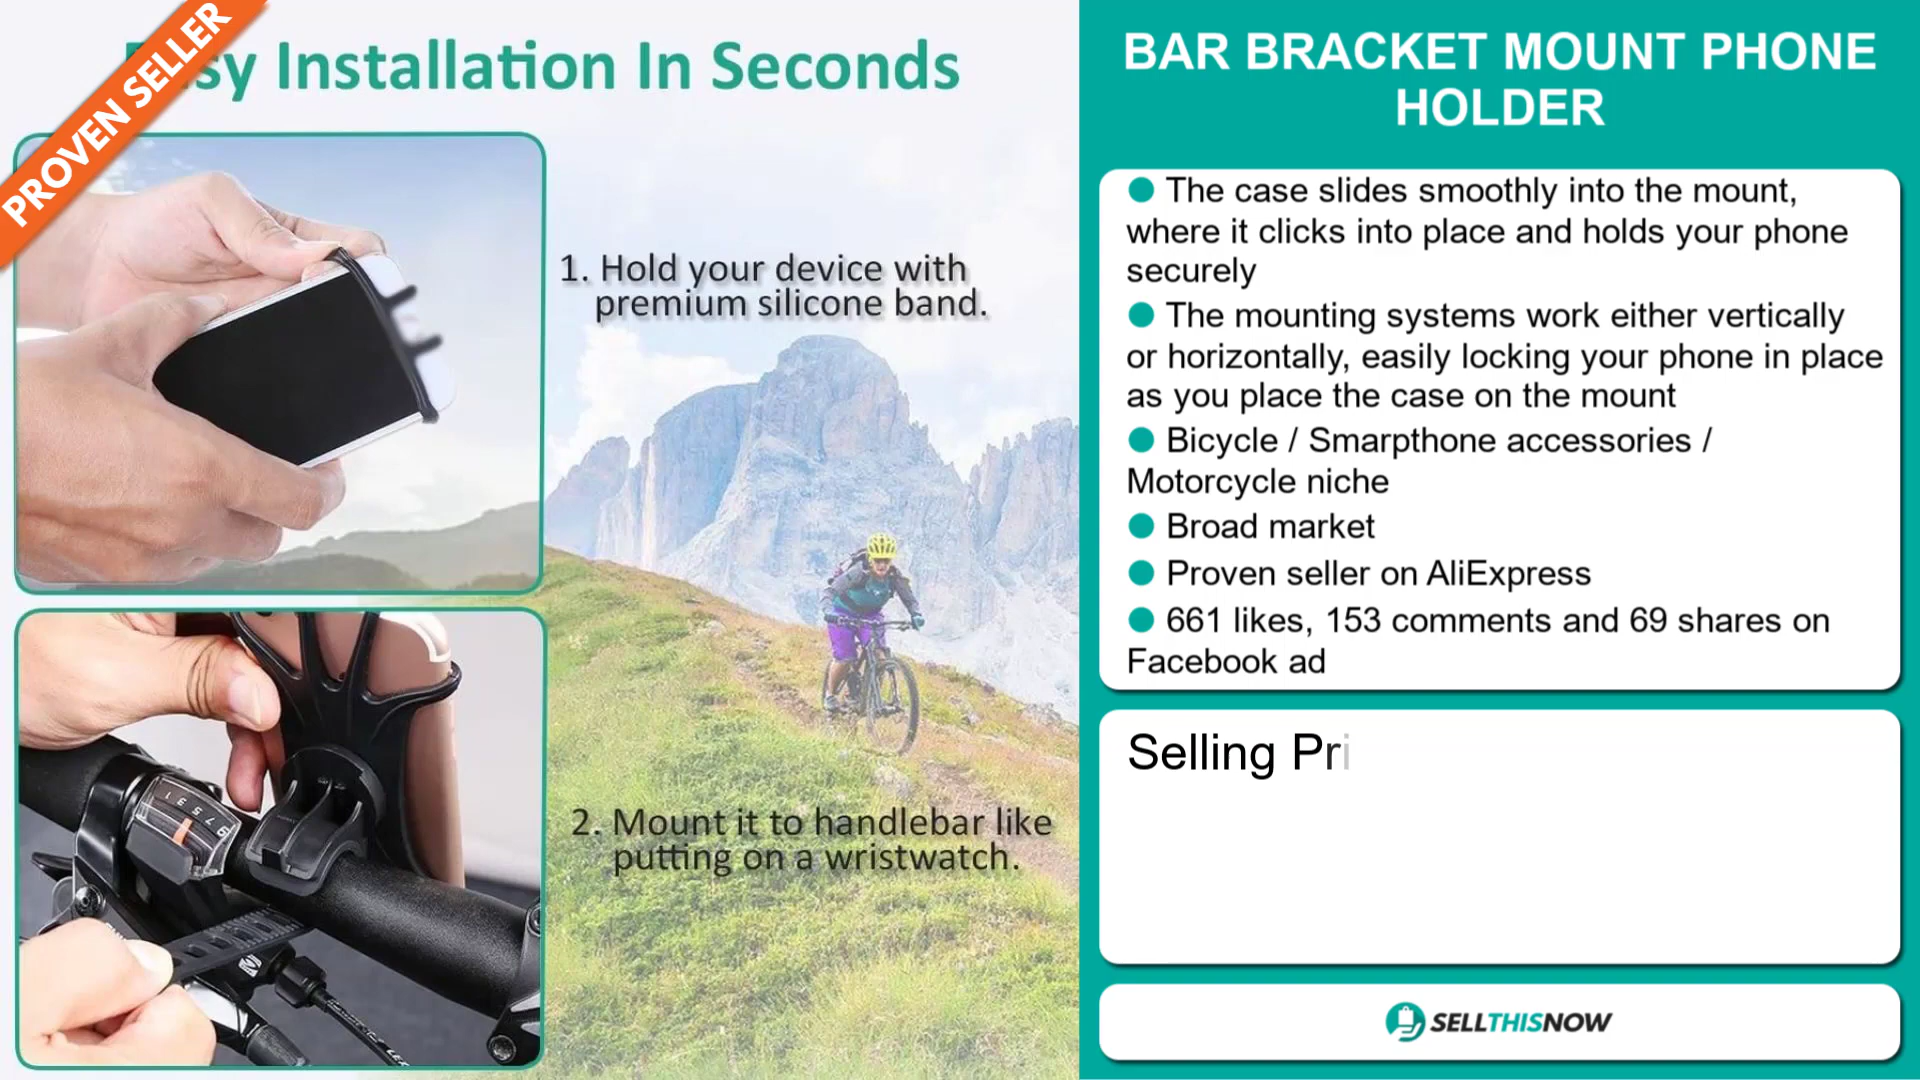 PROVEN SELLER
sy Installation In Seconds
1. Hold your device with
premium silicone band.
2. Mount it to handlebar like
putting on a wristwatch.
BAR BRACKET MOUNT PHONE
HOLDER
The case slides smoothly into the mount,
where it clicks into place and holds your phone
securely
The mounting systems work either vertically
or horizontally, easily locking your phone in place
as you place the case on the mount
Bicycle / Smarpthone accessories /
Motorcycle niche
Broad market
Proven seller on AliExpress
661 likes, 153 comments and 69 shares on
Facebook ad
Selling Pri
SELLTHISNOW